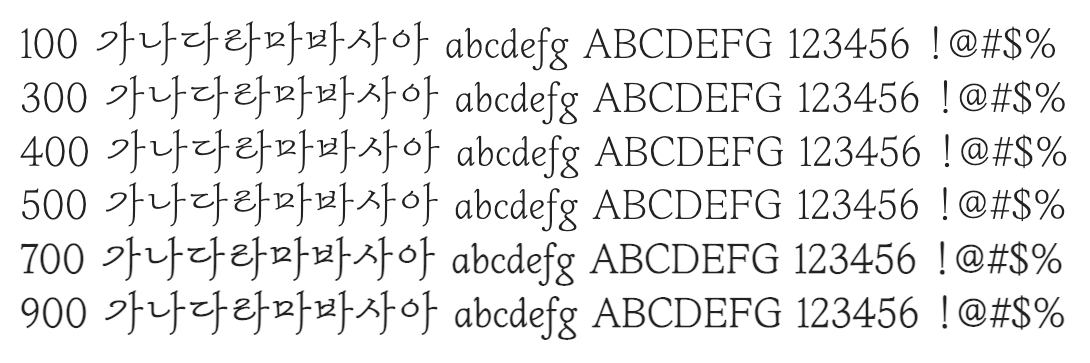 100 가나다라마바사아 abcdefg ABCDEFG 123456 !@#$%
300 가나다라마바사아 abcdefg ABCDEFG 123456 !@#$%
400 가나다라마바사아 abcdefg ABCDEFG 123456 !@#$%
500 가나다라마바사아 abcdefg ABCDEFG 123456 !@#$%
700 가나다라마바사아 abcdefg ABCDEFG 123456 !@#$%
900 가나다라마바사아 abcdefg ABCDEFG 123456 !@#$%